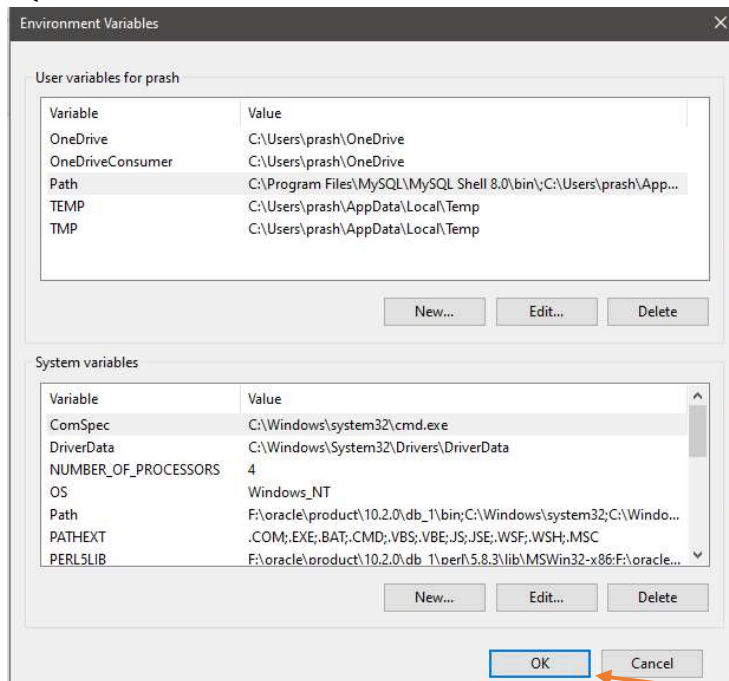 Environment Variables
User variables for prash
Variable Value
OneDrive C:\Users\prash\OneDrive
OneDriveConsumer C:\Users\prash\OneDrive
Path C:\Program Files\MySQL\MySQL Shell 8.0\bin\;C:\Users\prash\App...
TEMP C:\Users\prash\AppData\Local\Temp
TMP C:\Users\prash\AppData\Local\Temp
New... Edit... Delete
System variables
Variable Value
ComSpec C:\Windows\system32\cmd.exe
DriverData C:\Windows\System32\Drivers\DriverData
NUMBER_OF_PROCESSORS 4
OS Windows_NT
Path F:\oracle\product\10.2.0\db_1\bin;C:\Windows\system32;C:\Windo...
PATHEXT .COM;.EXE;.BAT;.CMD;.VBS;.VBE;.JS;.JSE;.WSF;.WSH;.MSC
PERL5LIB F:\oracle\product\10.2.0\db_1\perl\5.8.3\lib\MSWin32-x86;F:\oracle...
New... Edit... Delete
OK Cancel